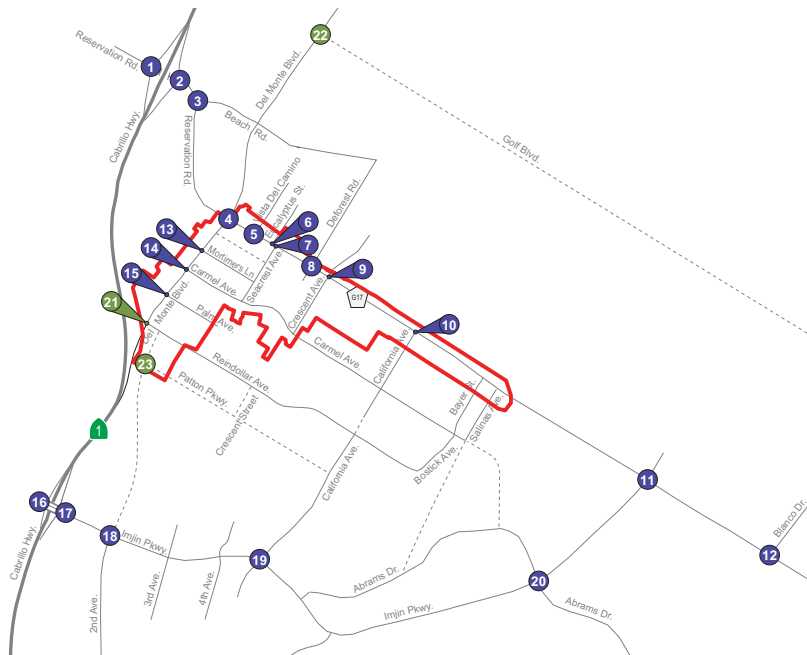 22
Reservation Rd.
1
2
3
Del Monte Blvd.
Cabrillo Hwy.
Reservation Rd.
Beach Rd.
Golf Blvd.
Vista Del Camino
Eucalyptus St.
Deforest Rd.
4
5
6
7
13
14
Mortimers Ln
Seacrest Ave.
8
9
15
Carmel Ave.
Crescent Ave.
G17
21
Del Monte Blvd.
Palm Ave.
10
California Ave.
23
Reindollar Ave.
Carmel Ave.
Patton Pkwy.
Crescent Street
Bayer St.
Salinas Ave.
1
California Ave.
Bostick Ave.
11
16
17
18
Imjin Pkwy.
Cabrillo Hwy.
19
Blanco Dr.
12
3rd Ave.
4th Ave.
2nd Ave.
Abrams Dr.
20
Imjin Pkwy.
Abrams Dr.